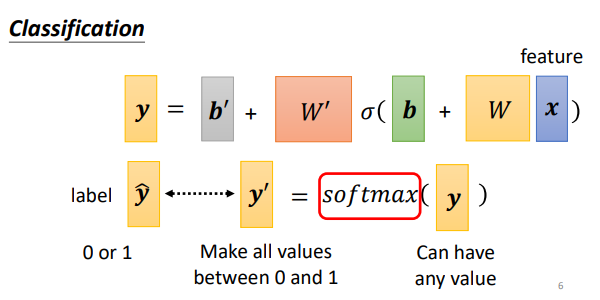 Classification
feature
y = b′ + W′ σ( b + W x )
label ŷ y′ = softmax( y )
0 or 1 Make all values between 0 and 1 Can have any value
6